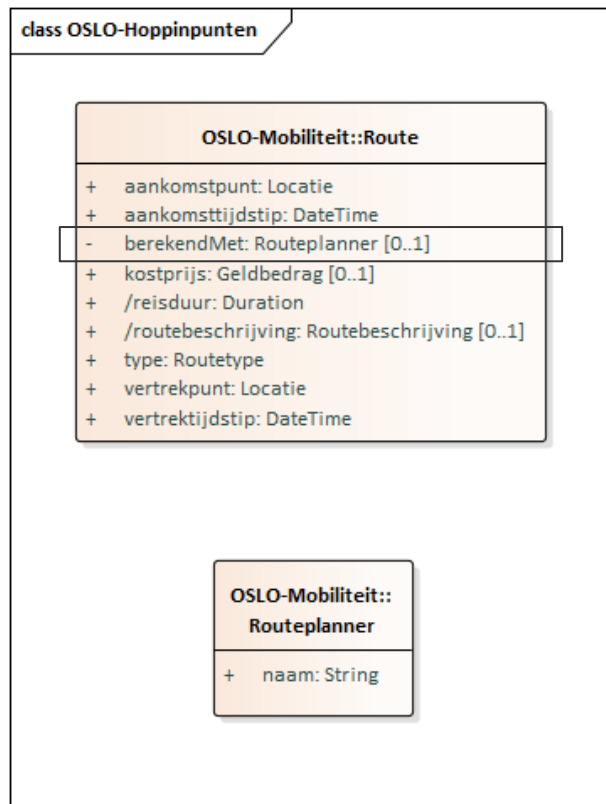 class OSLO-Hoppinpunten
OSLO-Mobiliteit::Route
+ aankomstpunt: Locatie
+ aankomsttijdstip: DateTime
- berekendMet: Routeplanner [0..1]
+ kostprijs: Geldbedrag [0..1]
+ /reisduur: Duration
+ /routebeschrijving: Routebeschrijving [0..1]
+ type: Routetype
+ vertrekpunt: Locatie
+ vertrektijdstip: DateTime
OSLO-Mobiliteit::
Routeplanner
+ naam: String